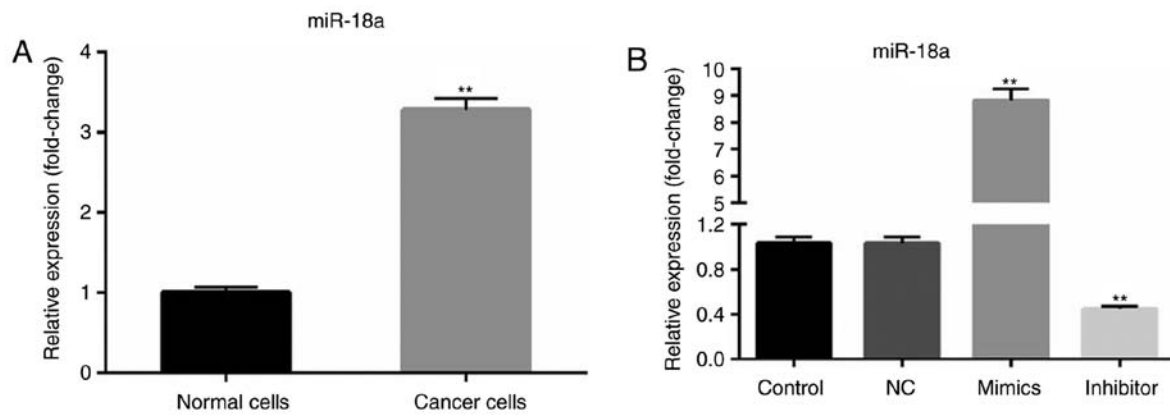 A
miR-18a
Relative expression (fold-change)
4
3
2
1
0
**
Normal cells
Cancer cells
B
miR-18a
Relative expression (fold-change)
10
9
8
7
6
5
1.2
0.8
0.4
0.0
**
**
Control
NC
Mimics
Inhibitor